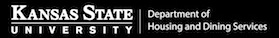 KANSAS STATE
UNIVERSITY
Department of
Housing and Dining Services